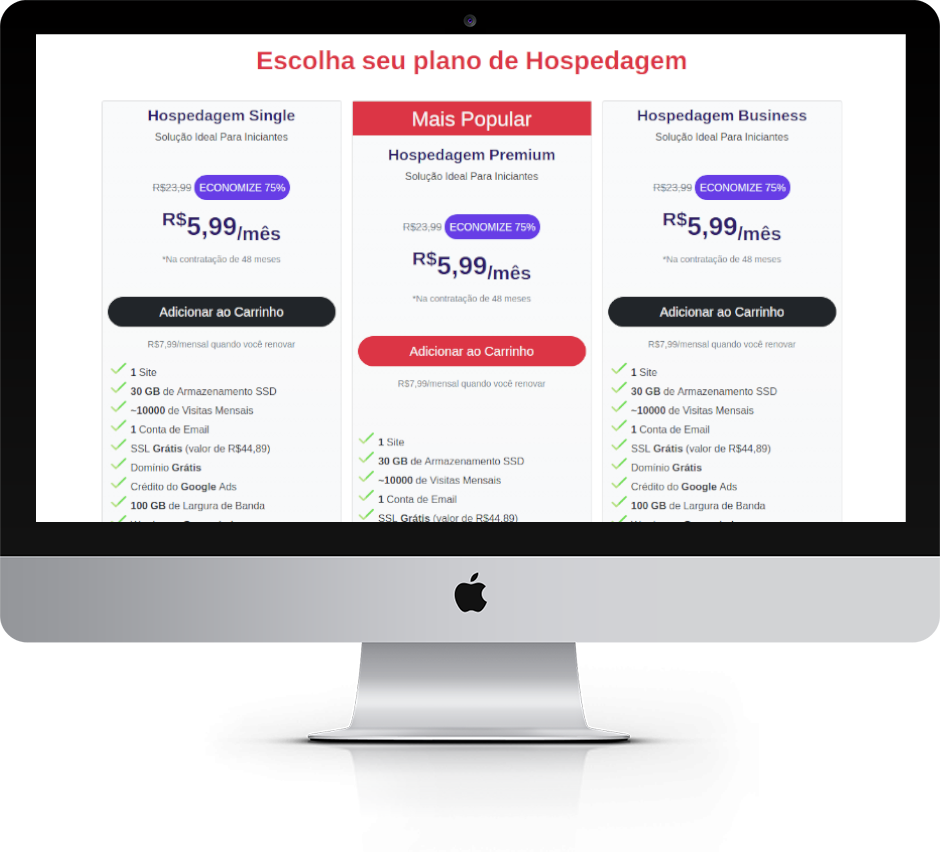 Escolha seu plano de Hospedagem
Hospedagem Single
Solução Ideal Para Iniciantes
R$23,99 ECONOMIZE 75%
R$5,99/mês
*Na contratação de 48 meses
Adicionar ao Carrinho
R$7,99/mensal quando você renovar
1 Site
30 GB de Armazenamento SSD
~10000 de Visitas Mensais
1 Conta de Email
SSL Grátis (valor de R$44,89)
Domínio Grátis
Crédito do Google Ads
100 GB de Largura de Banda
Mais Popular
Hospedagem Premium
Solução Ideal Para Iniciantes
R$23,99 ECONOMIZE 75%
R$5,99/mês
*Na contratação de 48 meses
Adicionar ao Carrinho
R$7,99/mensal quando você renovar
1 Site
30 GB de Armazenamento SSD
~10000 de Visitas Mensais
1 Conta de Email
SSL Grátis (valor de R$44,89)
Hospedagem Business
Solução Ideal Para Iniciantes
R$23,99 ECONOMIZE 75%
R$5,99/mês
*Na contratação de 48 meses
Adicionar ao Carrinho
R$7,99/mensal quando você renovar
1 Site
30 GB de Armazenamento SSD
~10000 de Visitas Mensais
1 Conta de Email
SSL Grátis (valor de R$44,89)
Domínio Grátis
Crédito do Google Ads
100 GB de Largura de Banda